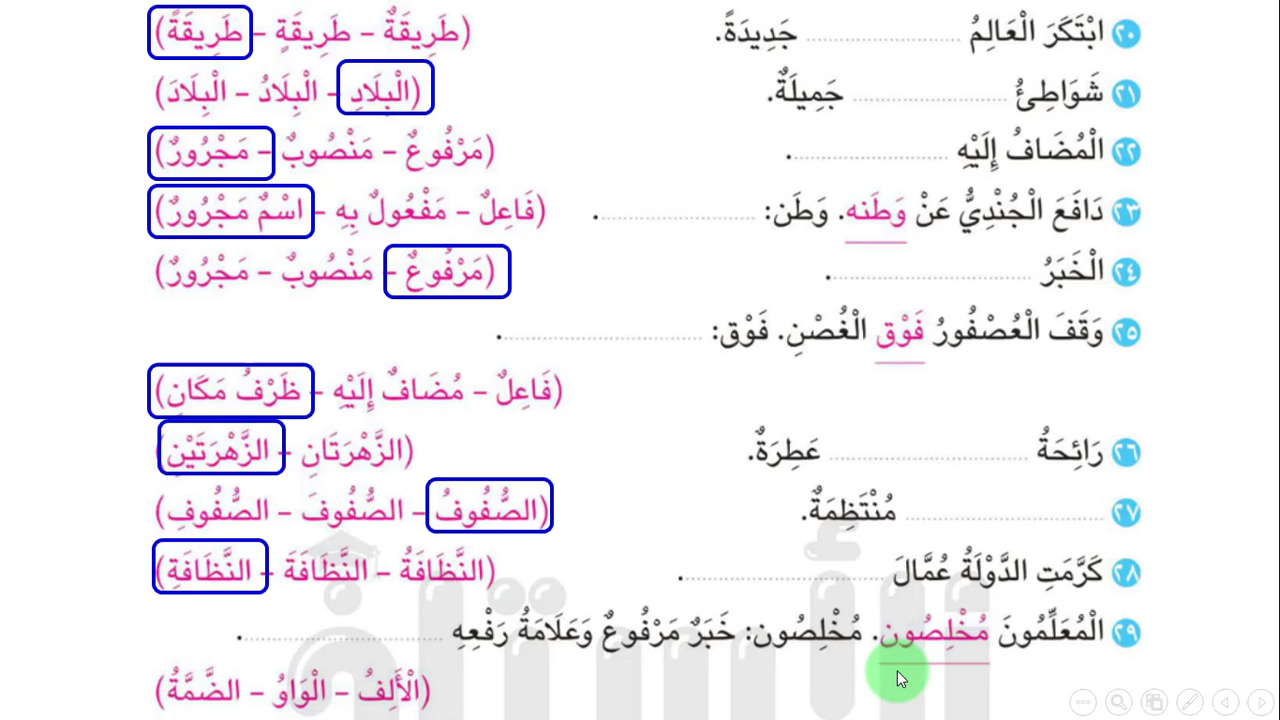 ٢٠ ابْتَكَرَ الْعَالِمُ .......... جَدِيدَةً. (طَرِيقَةٌ – طَرِيقَةٍ – طَرِيقَةً)
٢١ شَوَاطِئُ .......... جَمِيلَةٌ. (الْبِلَادِ – الْبِلَادُ – الْبِلَادَ)
٢٢ الْمُضَافُ إِلَيْهِ .......... . (مَرْفُوعٌ – مَنْصُوبٌ – مَجْرُورٌ)
٢٣ دَافَعَ الْجُنْدِيُّ عَنْ وَطَنه. وَطَن: .......... . (فَاعِلٌ – مَفْعُولٌ بِهِ – اسْمٌ مَجْرُورٌ)
٢٤ الْخَبَرُ .......... . (مَرْفُوعٌ – مَنْصُوبٌ – مَجْرُورٌ)
٢٥ وَقَفَ الْعُصْفُورُ فَوْق الْغُصْنِ. فَوْق: .......... .
(فَاعِلٌ – مُضَافٌ إِلَيْهِ – ظَرْفُ مَكَانٍ)
٢٦ رَائِحَةُ .......... عَطِرَةٌ. (الزَّهْرَتَانِ – الزَّهْرَتَيْنِ)
٢٧ .......... مُنْتَظِمَةٌ. (الصُّفُوفُ – الصُّفُوفَ – الصُّفُوفِ)
٢٨ كَرَّمَتِ الدَّوْلَةُ عُمَّالَ .......... . (النَّظَافَةُ – النَّظَافَةَ – النَّظَافَةِ)
٢٩ الْمُعَلِّمُونَ مُخْلِصُون. مُخْلِصُون: خَبَرٌ مَرْفُوعٌ وَعَلَامَةُ رَفْعِهِ .......... .
(الْأَلِفُ – الْوَاوُ – الضَّمَّةُ)